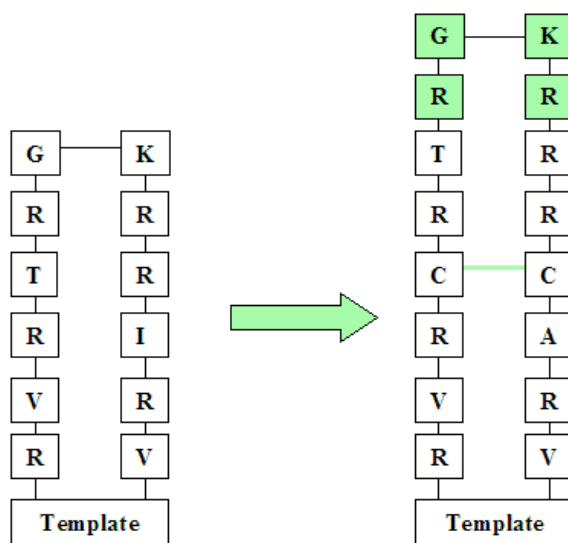 G K
R R
G K T R
R R R R
T R C C
R I R A
V R V R
R V R V
Template Template